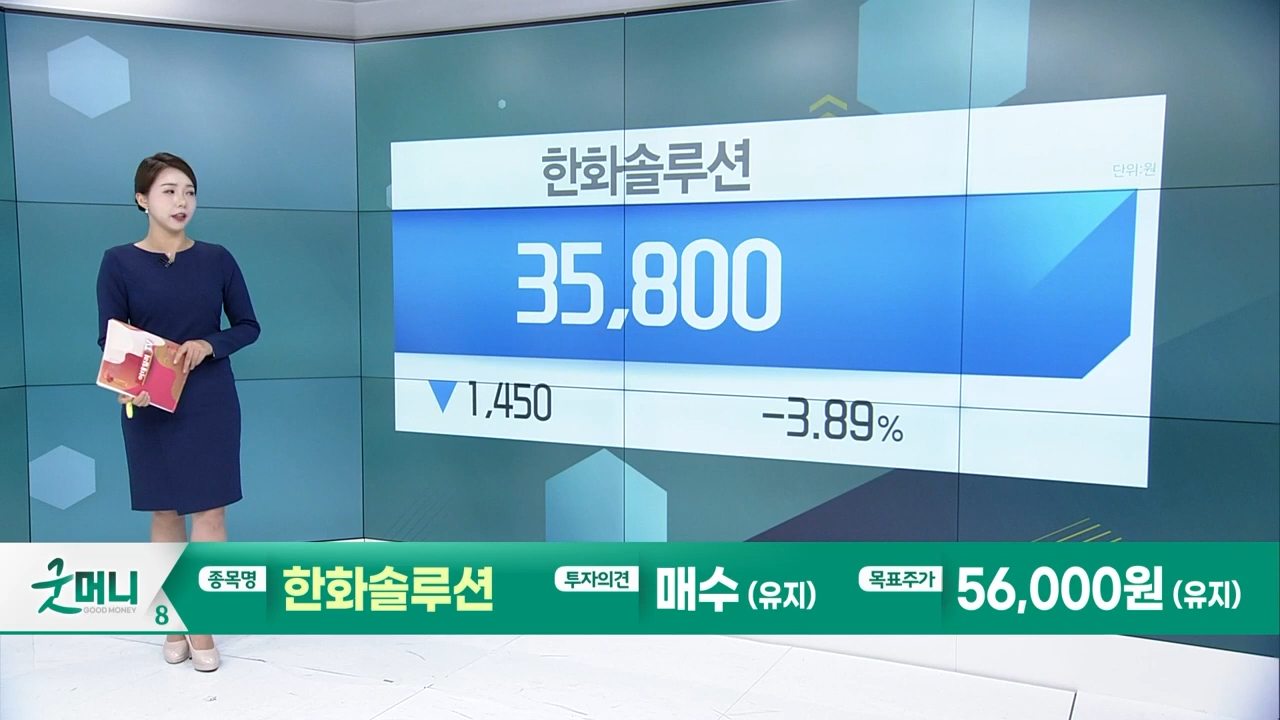 한화솔루션
단위:원
35,800
▼ 1,450 -3.89%
굿머니
GOOD MONEY
8
종목명 한화솔루션 투자의견 매수 (유지) 목표주가 56,000원 (유지)